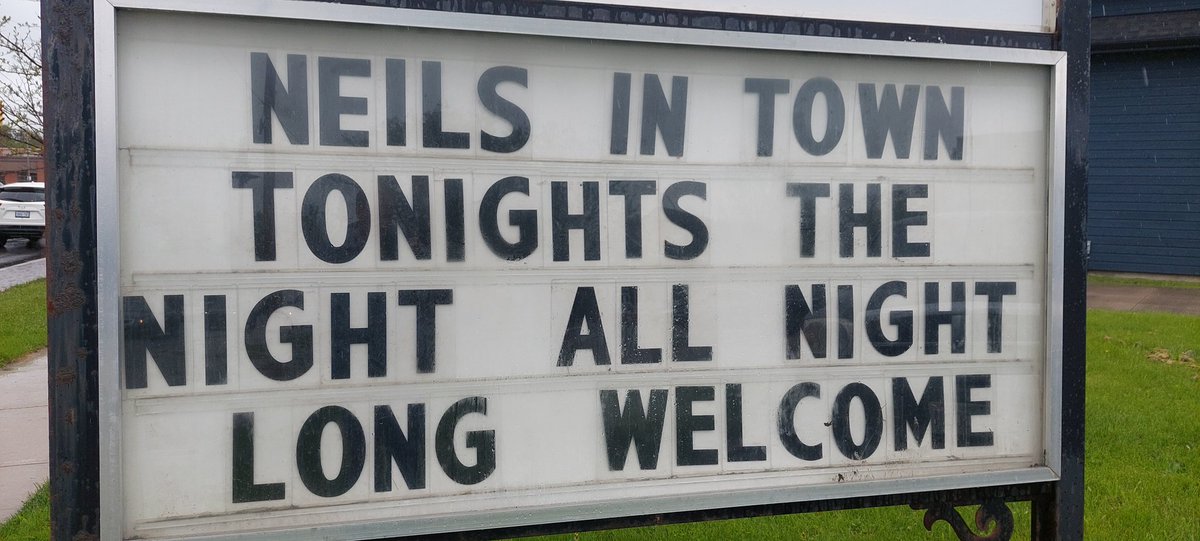 NEILS IN TOWN
TONIGHTS THE
NIGHT ALL NIGHT
LONG WELCOME